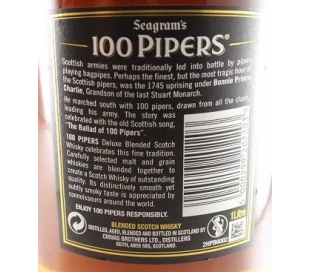 Seagram's
100 PIPERS®
Scottish armies were traditionally led into battle by pipers
playing bagpipes. Perhaps the finest, but the most tragic hour of
the Scottish pipers, was the 1745 uprising under Bonnie Prince
Charlie, Grandson of the last Stuart Monarch.
He marched south with 100 pipers, drawn from all the clans,
leading his army. The story was
celebrated with the old Scottish song,
"The Ballad of 100 Pipers".
100 PIPERS Deluxe Blended Scotch
Whisky celebrates this fine tradition.
Carefully selected malt and grain
whiskies are blended together to
create a Scotch Whisky of outstanding
quality. Its distinctively smooth yet
subtly smoky taste is appreciated by
connoisseurs around the world.
ENJOY 100 PIPERS RESPONSIBLY.
1Litre
BLENDED SCOTCH WHISKY
DISTILLED, AGED, BLENDED AND BOTTLED IN SCOTLAND BY
CHIVAS BROTHERS LTD, DISTILLERS
KEITH, AB55 5BS, SCOTLAND.